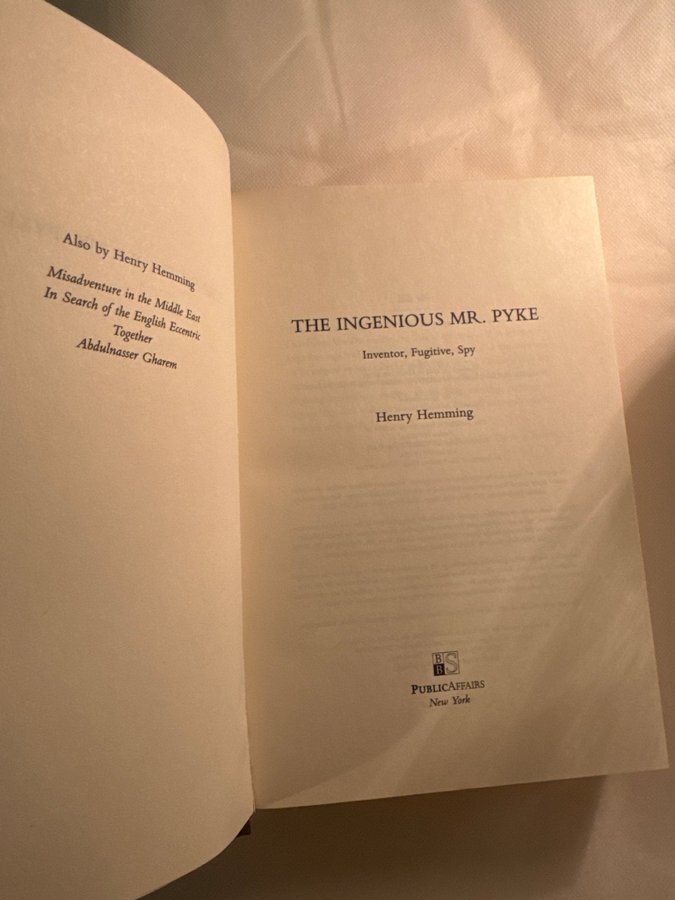 Also by Henry Hemming
Misadventure in the Middle East
In Search of the English Eccentric
Together
Abdulnasser Gharem
THE INGENIOUS MR. PYKE
Inventor, Fugitive, Spy
Henry Hemming
B S
B B
PUBLICAFFAIRS
New York